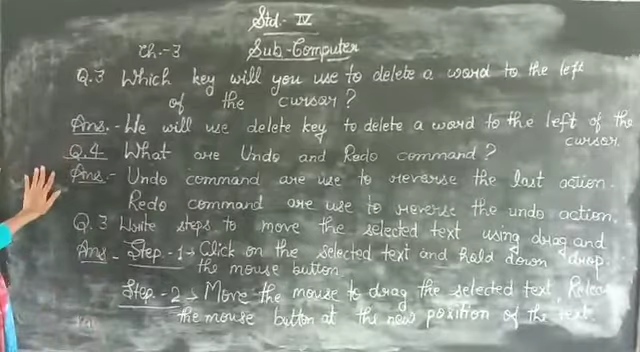 Std.- IV
Ch.-3 Sub-Computer
Q.3 Which key will you use to delete a word to the left
of the cursor?
Ans.- We will use delete key to delete a word to the left of the
cursor.
Q.4 What are Undo and Redo command?
Ans.- Undo command are use to reverse the last action.
Redo command are use to reverse the undo action.
Q.3 Write steps to move the selected text using drag and
drop.
Ans - Step -1→ Click on the selected text and hold down
the mouse button.
Step -2→ Move the mouse to drag the selected text. Releas
the mouse button at the new position of the text.